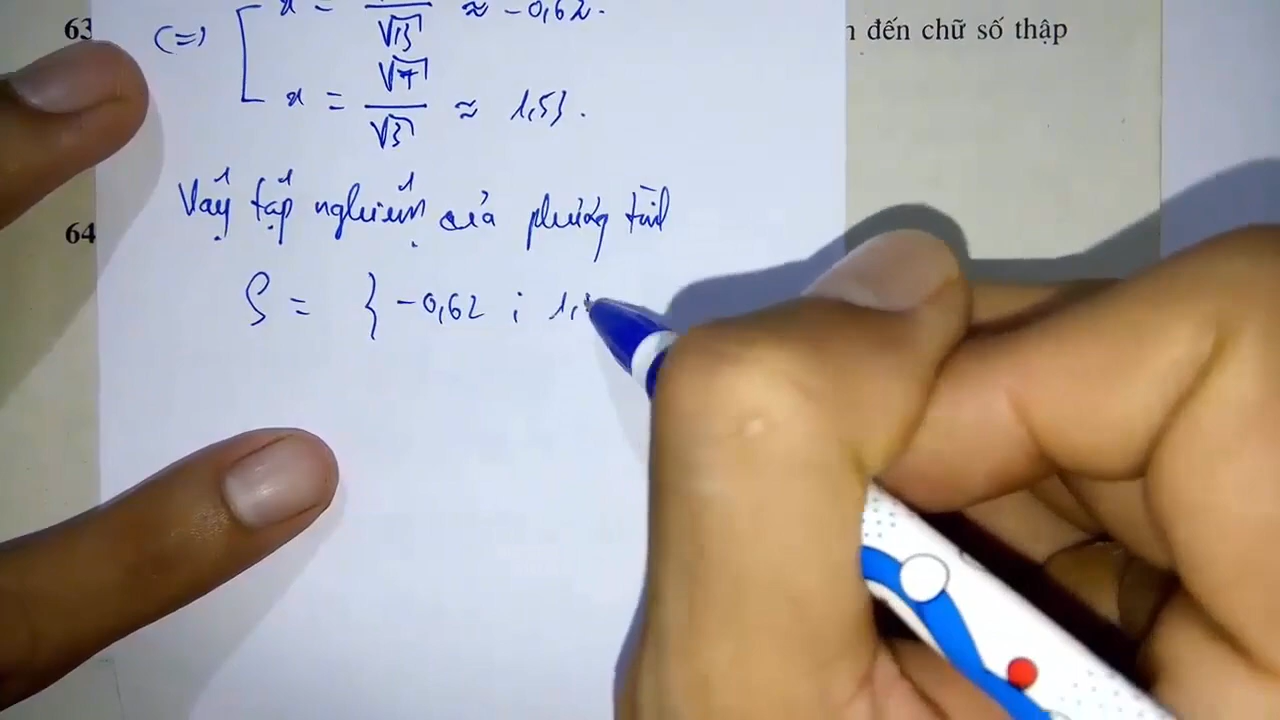 63
n đến chữ số thập
x = /√13 ≈ -0,62.
(=)
x = √7/√3 ≈ 1,53.
Vậy tập nghiệm của phương trình
64
S = { -0,62 ; 1,